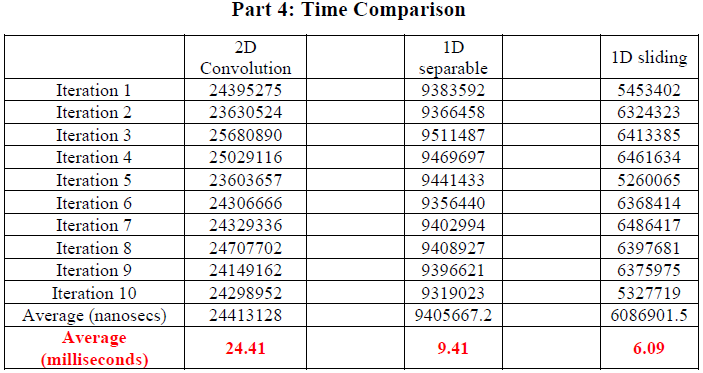 Part 4: Time Comparison
2D Convolution 1D separable 1D sliding
Iteration 1 24395275 9383592 5453402
Iteration 2 23630524 9366458 6324323
Iteration 3 25680890 9511487 6413385
Iteration 4 25029116 9469697 6461634
Iteration 5 23603657 9441433 5260065
Iteration 6 24306666 9356440 6368414
Iteration 7 24329336 9402994 6486417
Iteration 8 24707702 9408927 6397681
Iteration 9 24149162 9396621 6375975
Iteration 10 24298952 9319023 5327719
Average (nanosecs) 24413128 9405667.2 6086901.5
Average (milliseconds) 24.41 9.41 6.09